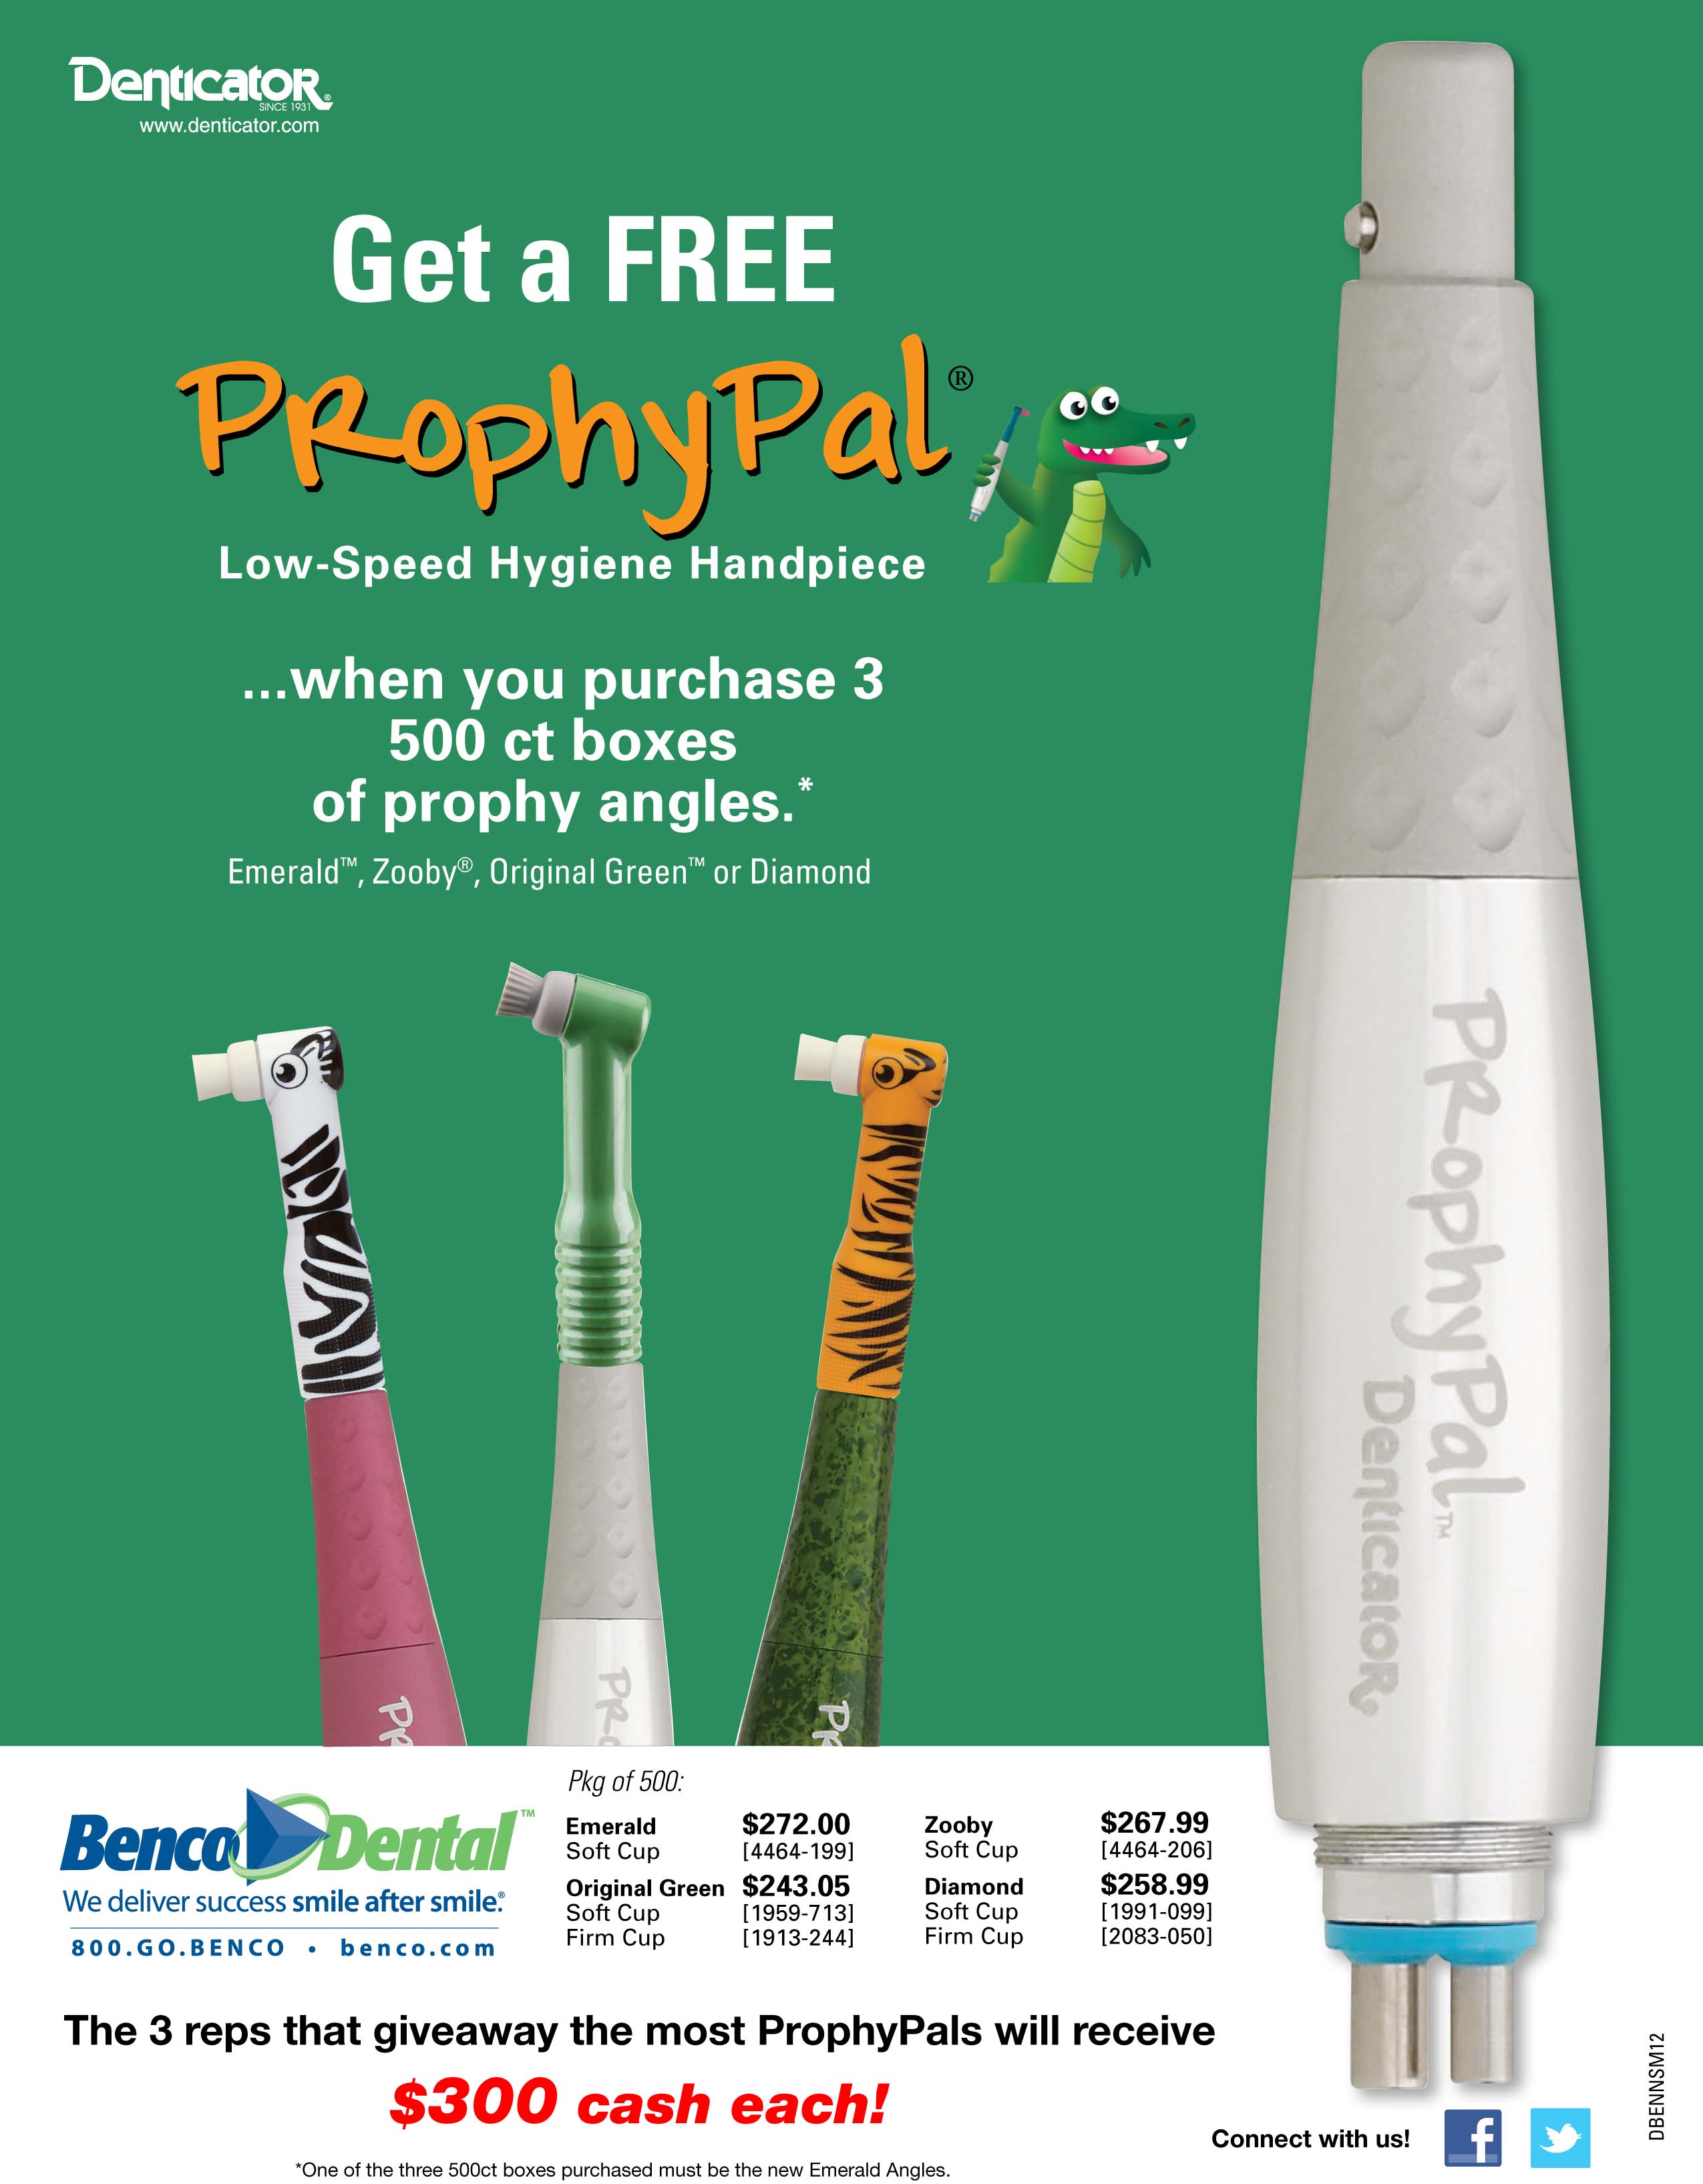 DenticatoR®
SINCE 1931
www.denticator.com
Get a FREE
PRophyPal®
Low-Speed Hygiene Handpiece
...when you purchase 3
500 ct boxes
of prophy angles.*
Emerald™, Zooby®, Original Green™ or Diamond
PRophyPal™
DenticatoR
PR
PRo
PR
Benco Dental™
We deliver success smile after smile.®
800.GO.BENCO • benco.com
Pkg of 500:
Emerald $272.00
Soft Cup [4464-199]
Original Green $243.05
Soft Cup [1959-713]
Firm Cup [1913-244]
Zooby $267.99
Soft Cup [4464-206]
Diamond $258.99
Soft Cup [1991-099]
Firm Cup [2083-050]
The 3 reps that giveaway the most ProphyPals will receive
$300 cash each!
*One of the three 500ct boxes purchased must be the new Emerald Angles.
Connect with us!
f
DBENNSM12